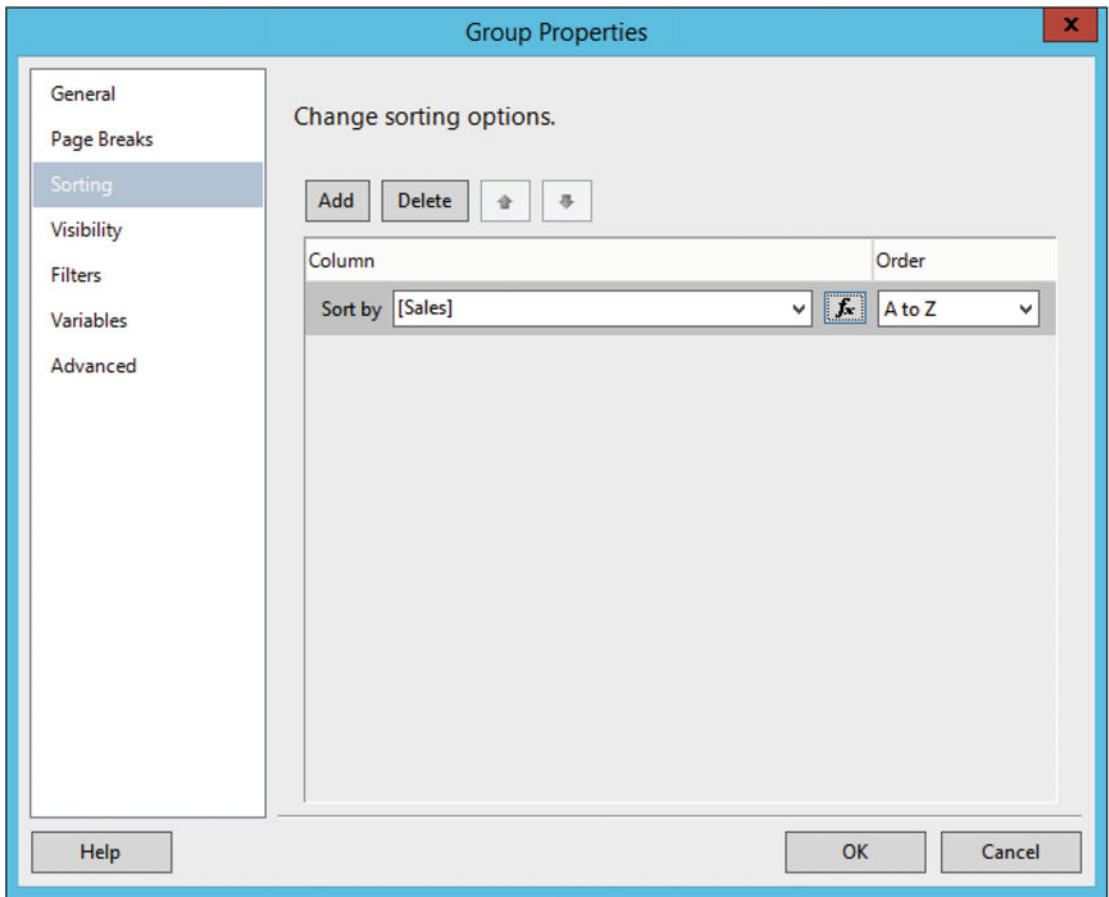 Group Properties
x
General
Page Breaks
Sorting
Visibility
Filters
Variables
Advanced
Change sorting options.
Add Delete
Column Order
Sort by [Sales] fx A to Z
Help OK Cancel